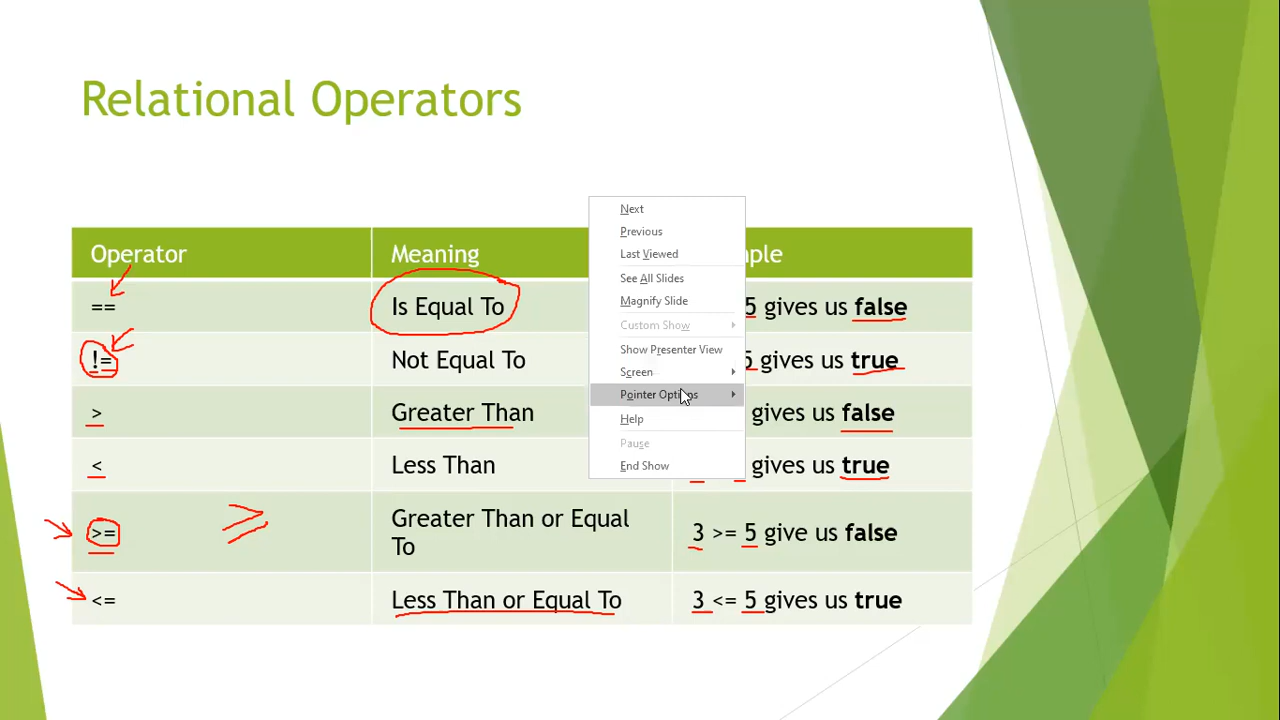 Relational Operators
Operator Meaning
== Is Equal To 5 gives us false
!= Not Equal To 5 gives us true
> Greater Than gives us false
< Less Than gives us true
>= ≥ Greater Than or Equal
To 3 >= 5 give us false
<= Less Than or Equal To 3 <= 5 gives us true
Next
Previous
Last Viewed
See All Slides
Magnify Slide
Custom Show
Show Presenter View
Screen
Pointer Options
Help
Pause
End Show